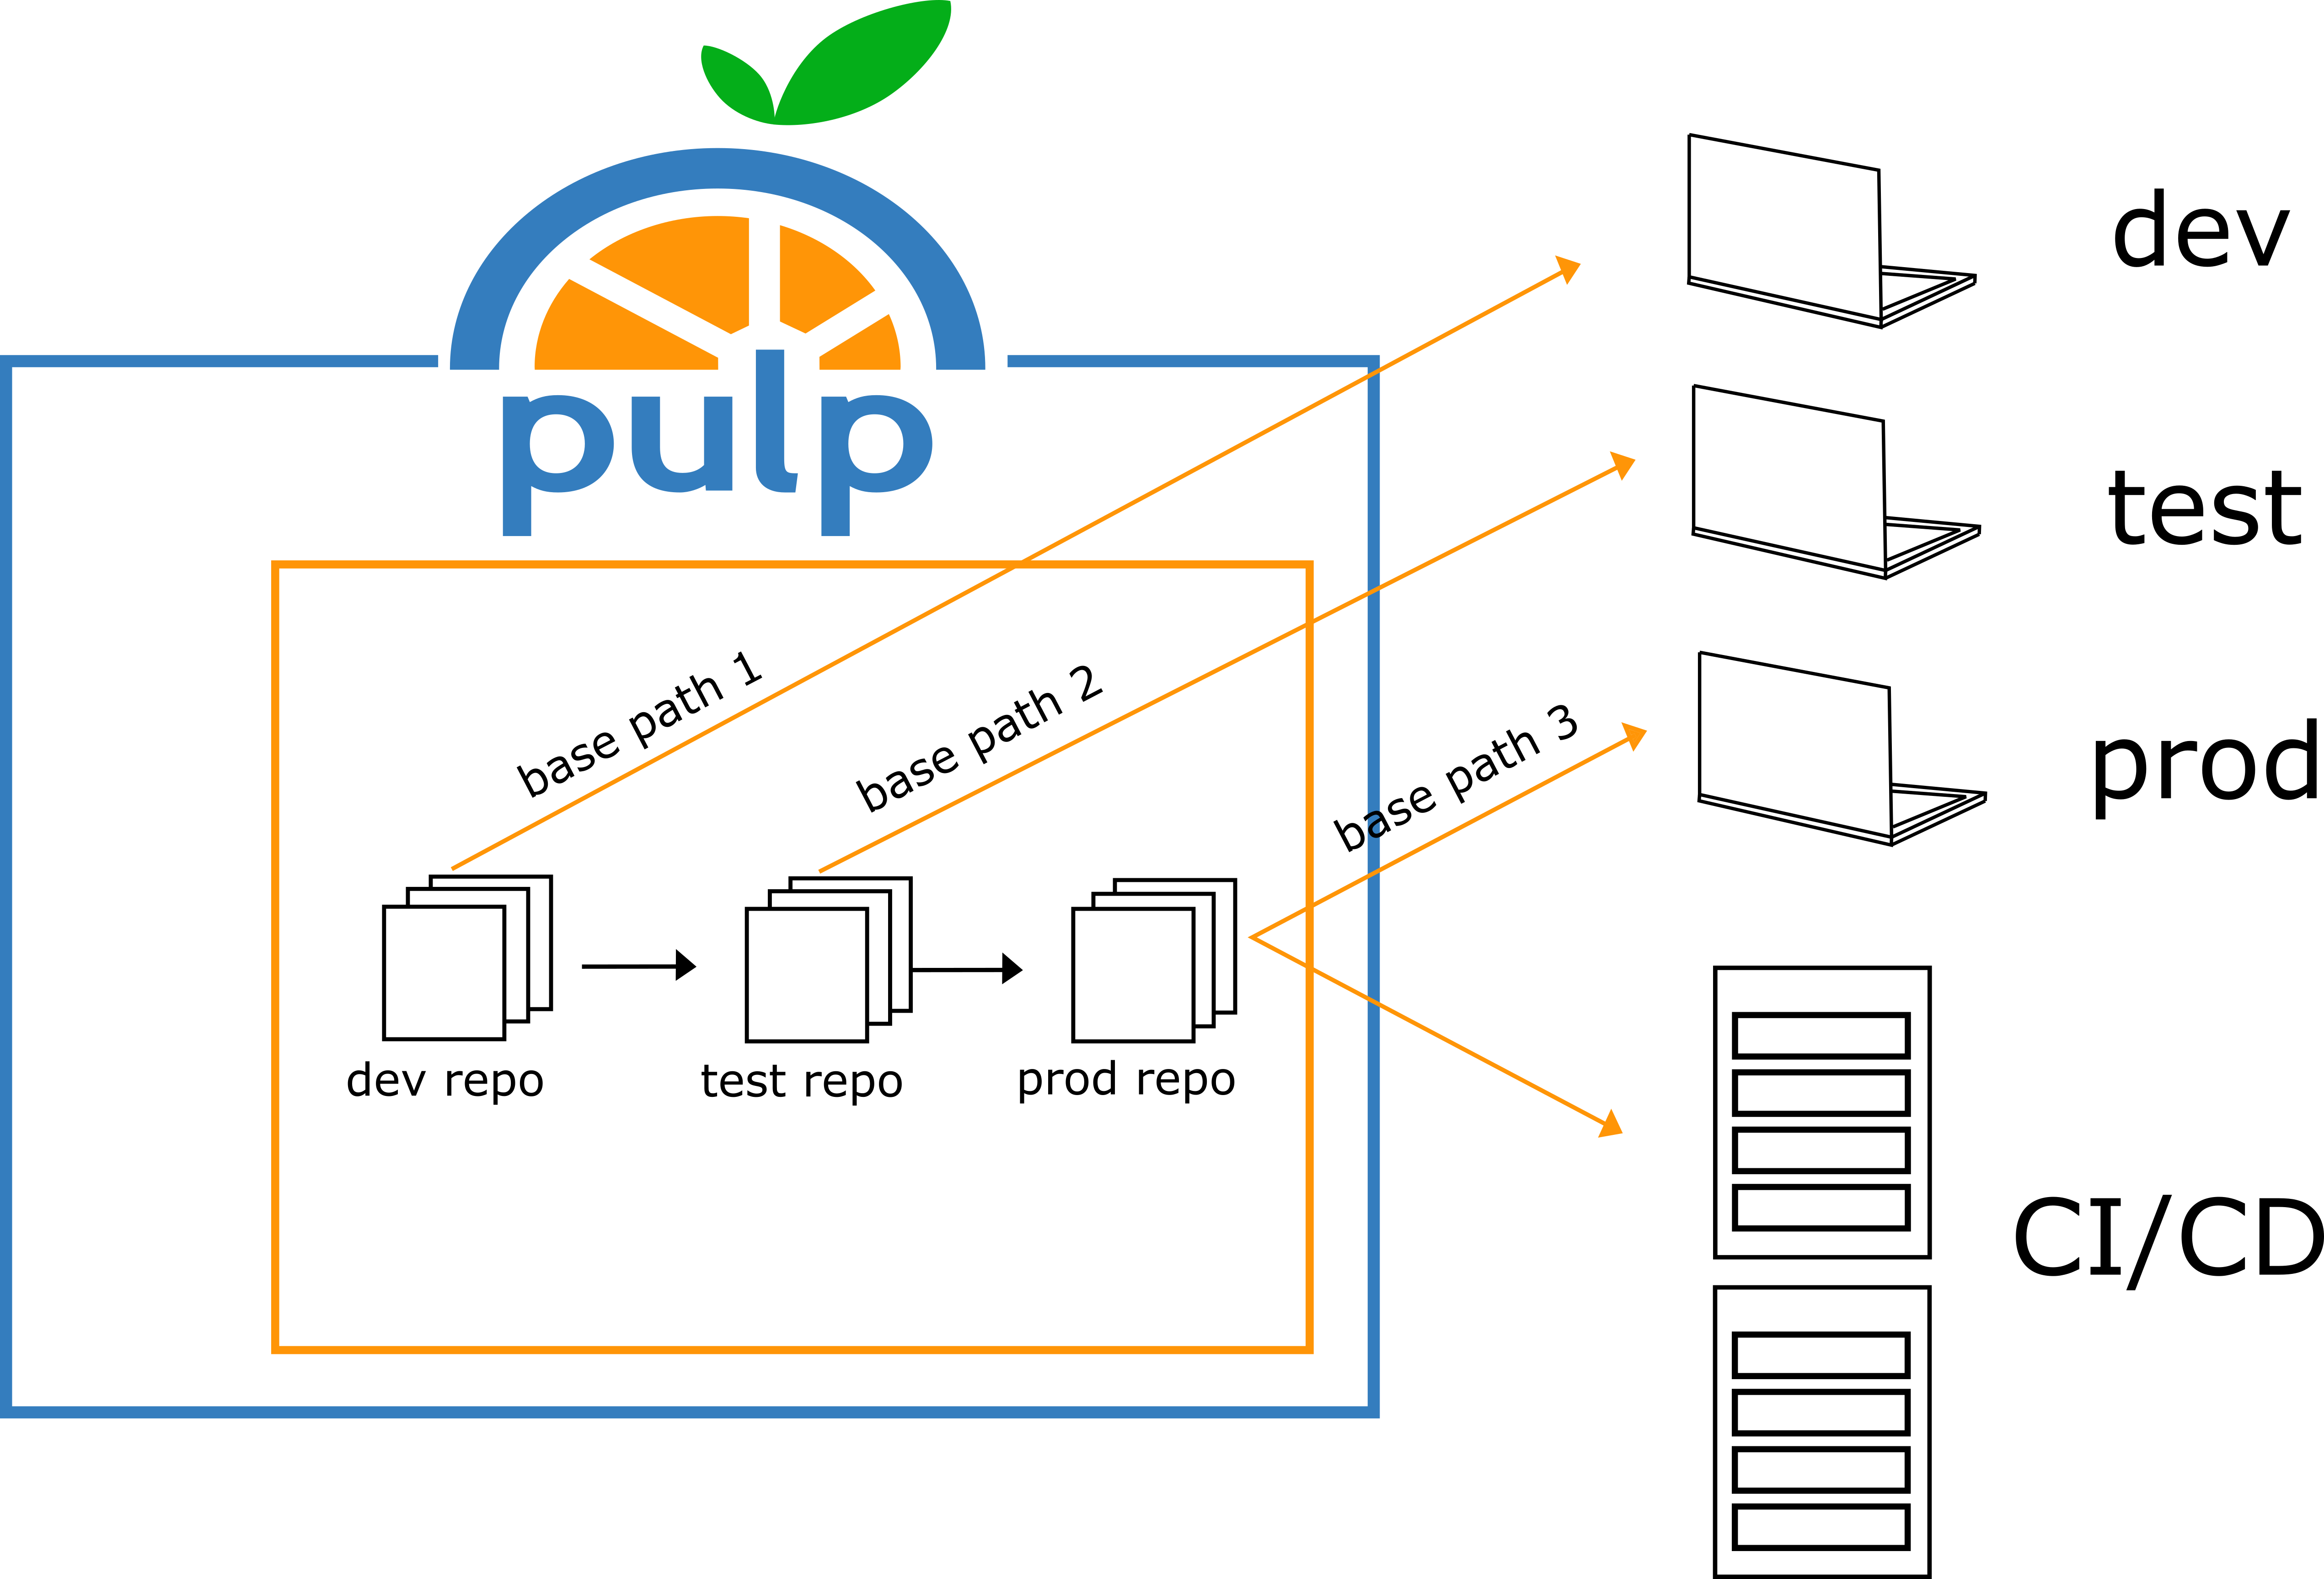 pulp
dev
test
prod
base path 1
base path 2
base path 3
dev repo
test repo
prod repo
CI/CD